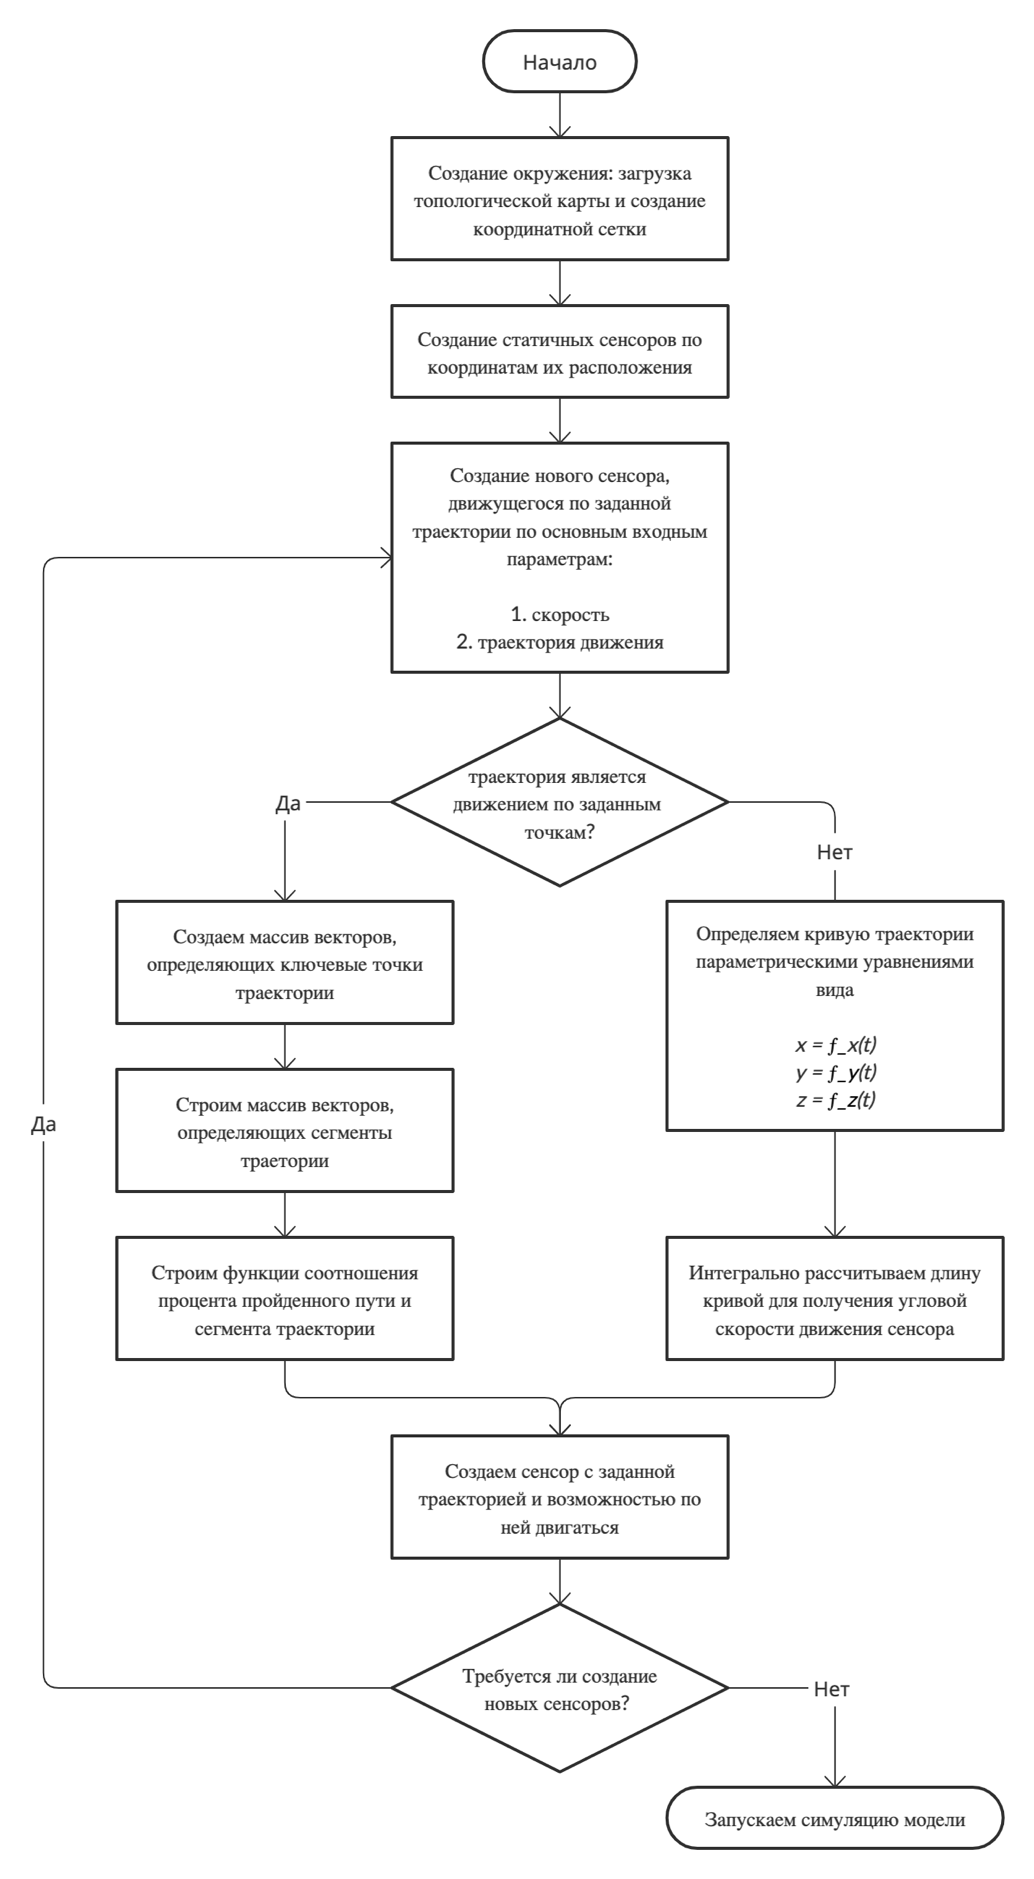 Начало
Создание окружения: загрузка
топологической карты и создание
координатной сетки
Создание статичных сенсоров по
координатам их расположения
Создание нового сенсора,
движущегося по заданной
траектории по основным входным
параметрам:
1. скорость
2. траектория движения
траектория является
движением по заданным
точкам?
Да
Нет
Создаем массив векторов,
определяющих ключевые точки
траектории
Определяем кривую траектории
параметрическими уравнениями
вида
x = ƒ_x(t)
y = ƒ_y(t)
z = ƒ_z(t)
Строим массив векторов,
определяющих сегменты
траетории
Да
Строим функции соотношения
процента пройденного пути и
сегмента траектории
Интегрально рассчитываем длину
кривой для получения угловой
скорости движения сенсора
Создаем сенсор с заданной
траекторией и возможностью по
ней двигаться
Требуется ли создание
новых сенсоров?
Нет
Запускаем симуляцию модели